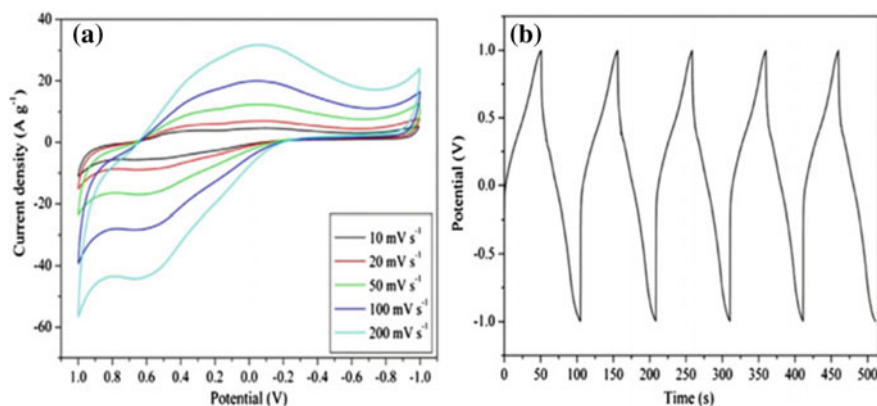 (a)
Current density (A g⁻¹)
40
20
0
-20
-40
-60
10 mV s⁻¹
20 mV s⁻¹
50 mV s⁻¹
100 mV s⁻¹
200 mV s⁻¹
1.0 0.8 0.6 0.4 0.2 0.0 -0.2 -0.4 -0.6 -0.8 -1.0
Potential (V)
(b)
Potential (V)
1.0
0.5
0.0
-0.5
-1.0
0 50 100 150 200 250 300 350 400 450 500
Time (s)